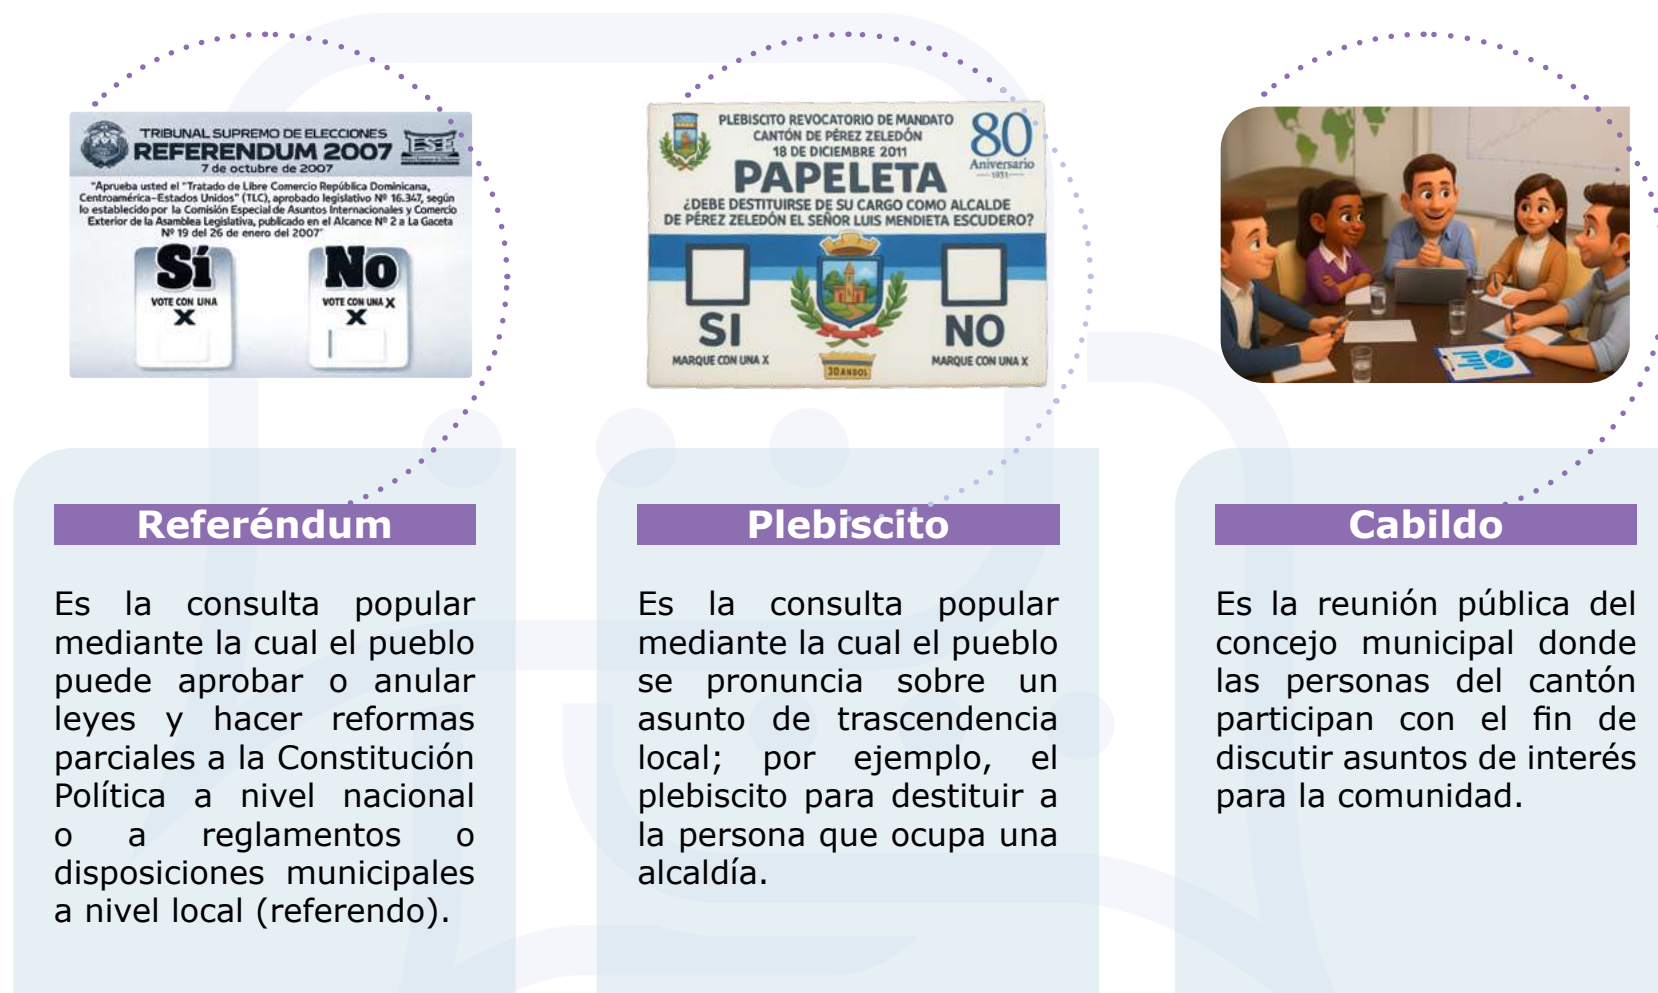 TRIBUNAL SUPREMO DE ELECCIONES
REFERENDUM 2007
7 de octubre de 2007
TSE
"Aprueba usted el "Tratado de Libre Comercio República Dominicana,
Centroamérica-Estados Unidos" (TLC), aprobado legislativo Nº 16.347, según
lo establecido por la Comisión Especial de Asuntos Internacionales y Comercio
Exterior de la Asamblea Legislativa, publicado en el Alcance Nº 2 a La Gaceta
Nº 19 del 26 de enero del 2007"
Sí
VOTE CON UNA
X
No
VOTE CON UNA X
X
PLEBISCITO REVOCATORIO DE MANDATO
CANTÓN DE PÉREZ ZELEDÓN
18 DE DICIEMBRE 2011
PAPELETA
80
Aniversario
1931
¿DEBE DESTITUIRSE DE SU CARGO COMO ALCALDE
DE PÉREZ ZELEDÓN EL SEÑOR LUIS MENDIETA ESCUDERO?
SI
MARQUE CON UNA X
30 ANBOS
NO
MARQUE CON UNA X
Referéndum
Es la consulta popular
mediante la cual el pueblo
puede aprobar o anular
leyes y hacer reformas
parciales a la Constitución
Política a nivel nacional
o a reglamentos o
disposiciones municipales
a nivel local (referendo).
Plebiscito
Es la consulta popular
mediante la cual el pueblo
se pronuncia sobre un
asunto de trascendencia
local; por ejemplo, el
plebiscito para destituir a
la persona que ocupa una
alcaldía.
Cabildo
Es la reunión pública del
concejo municipal donde
las personas del cantón
participan con el fin de
discutir asuntos de interés
para la comunidad.